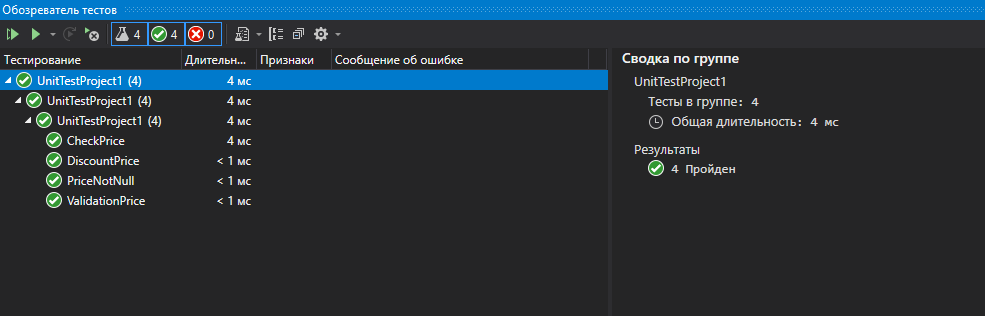 Обозреватель тестов
4 4 0
Тестирование Длительн... Признаки Сообщение об ошибке
UnitTestProject1 (4) 4 мс
UnitTestProject1 (4) 4 мс
UnitTestProject1 (4) 4 мс
CheckPrice 4 мс
DiscountPrice < 1 мс
PriceNotNull < 1 мс
ValidationPrice < 1 мс
Сводка по группе
UnitTestProject1
Тесты в группе: 4
Общая длительность: 4 мс
Результаты
4 Пройден